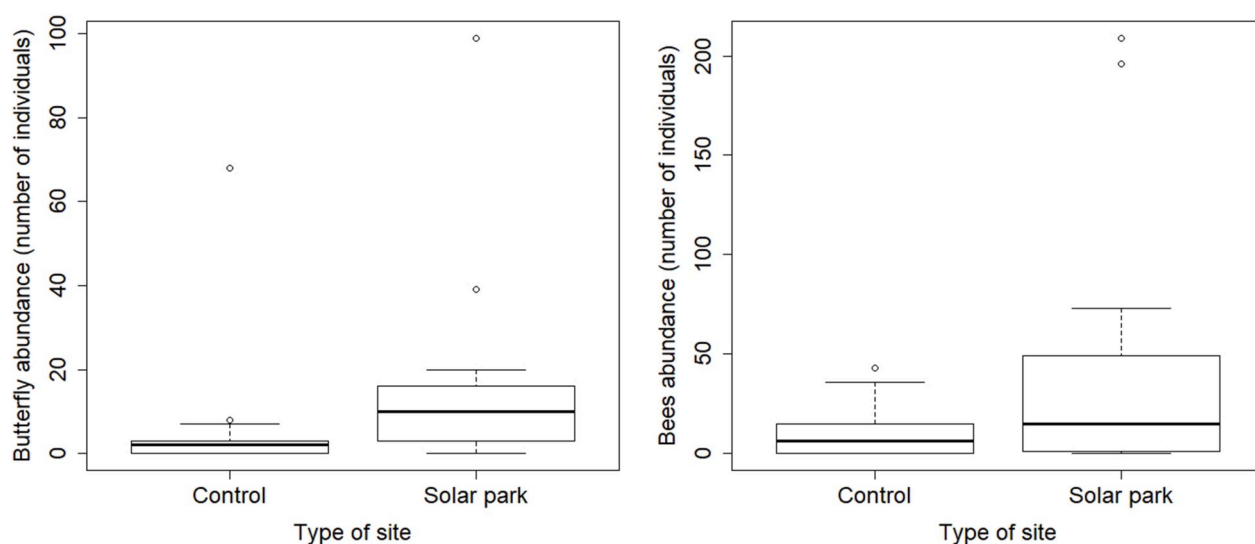 Butterfly abundance (number of individuals)
100
80
60
40
20
0
Control
Solar park
Type of site
Bees abundance (number of individuals)
200
150
100
50
0
Control
Solar park
Type of site